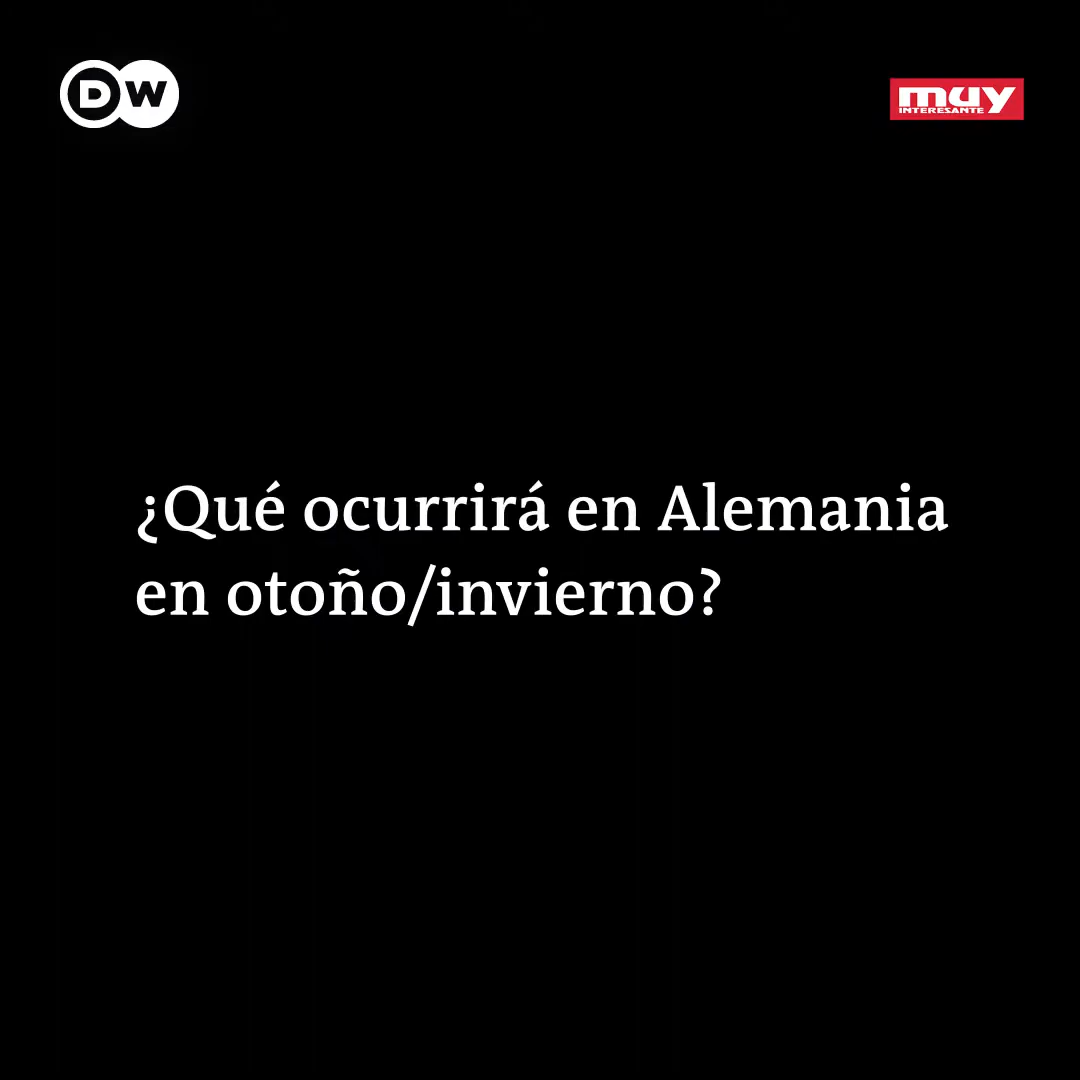 DW
muy
INTERESANTE
¿Qué ocurrirá en Alemania
en otoño/invierno?